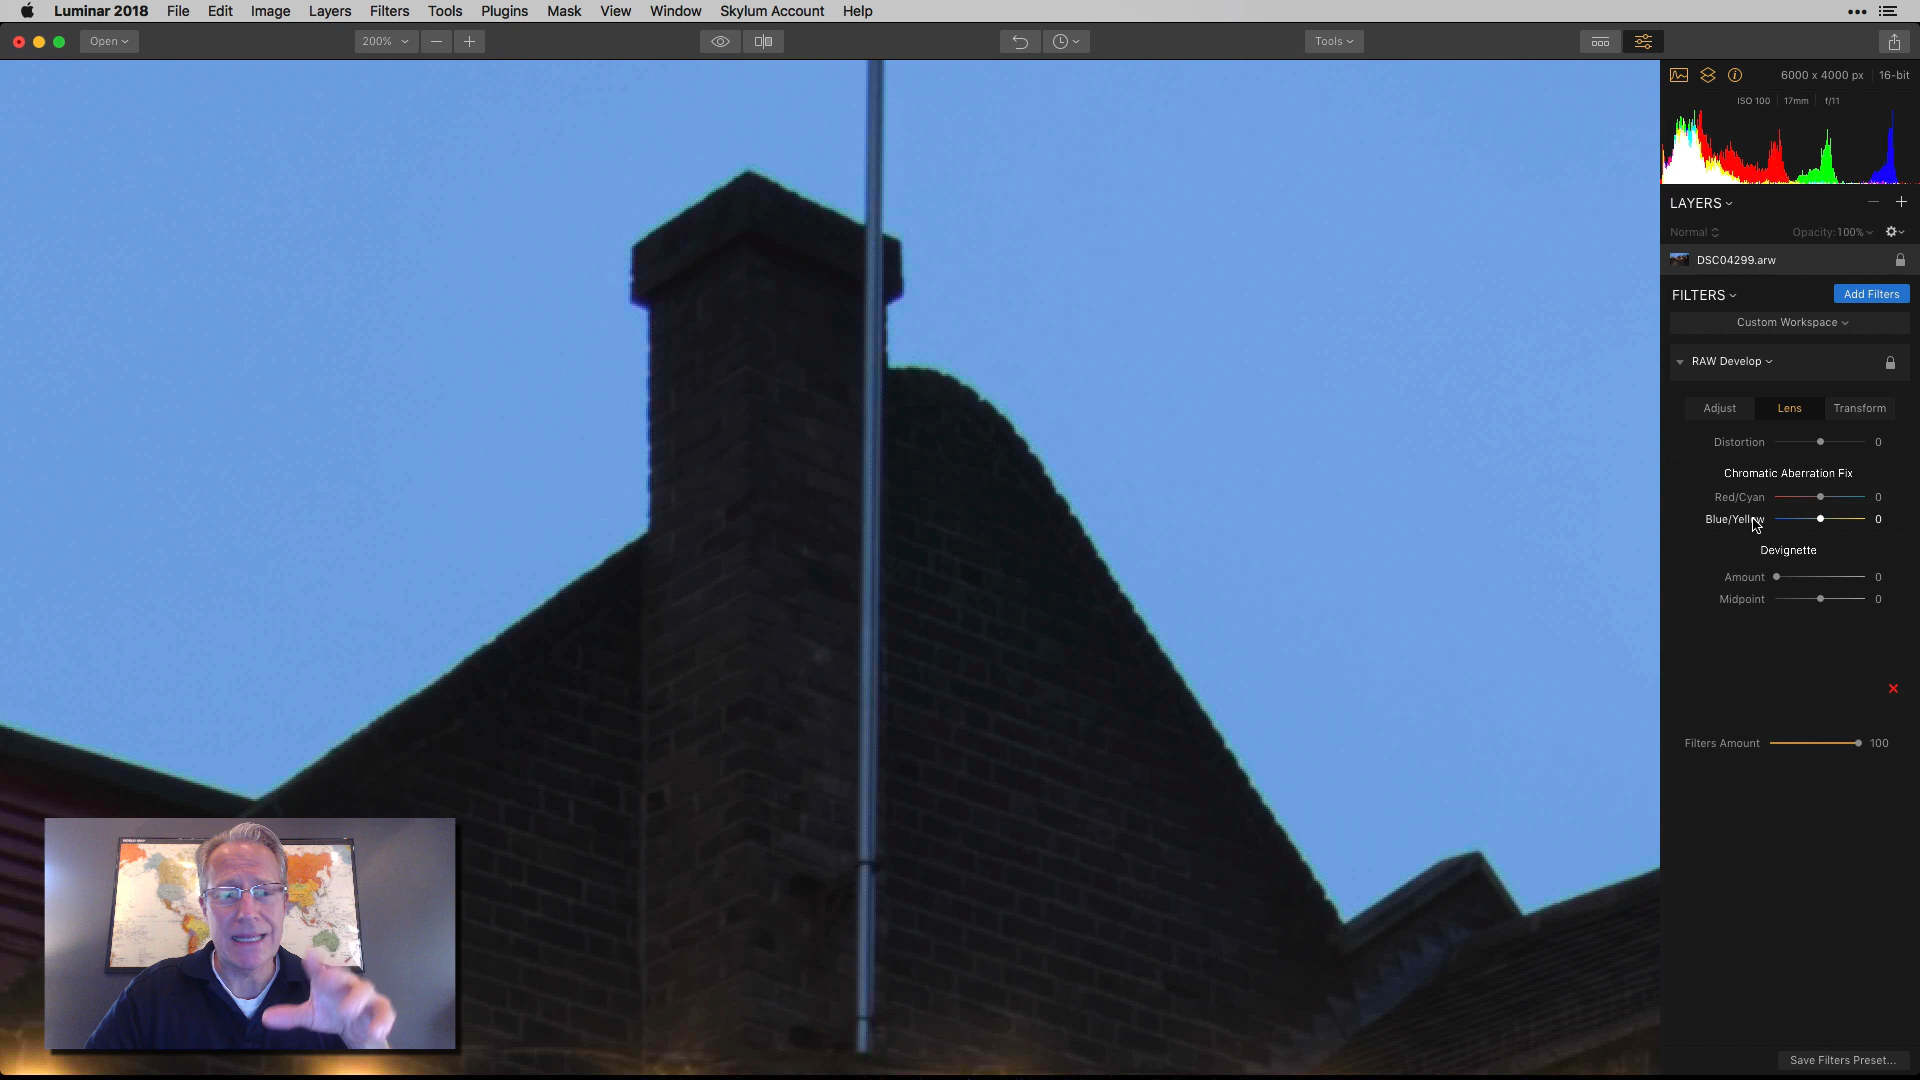 Luminar 2018 File Edit Image Layers Filters Tools Plugins Mask View Window Skylum Account Help
Open 200% Tools
6000 x 4000 px 16-bit
ISO 100 17mm f/11
LAYERS
Normal Opacity: 100%
DSC04299.arw
FILTERS Add Filters
Custom Workspace
RAW Develop
Adjust Lens Transform
Distortion 0
Chromatic Aberration Fix
Red/Cyan 0
Blue/Yellow 0
Devignette
Amount 0
Midpoint 0
Filters Amount 100
WORLD MAP
Save Filters Preset...